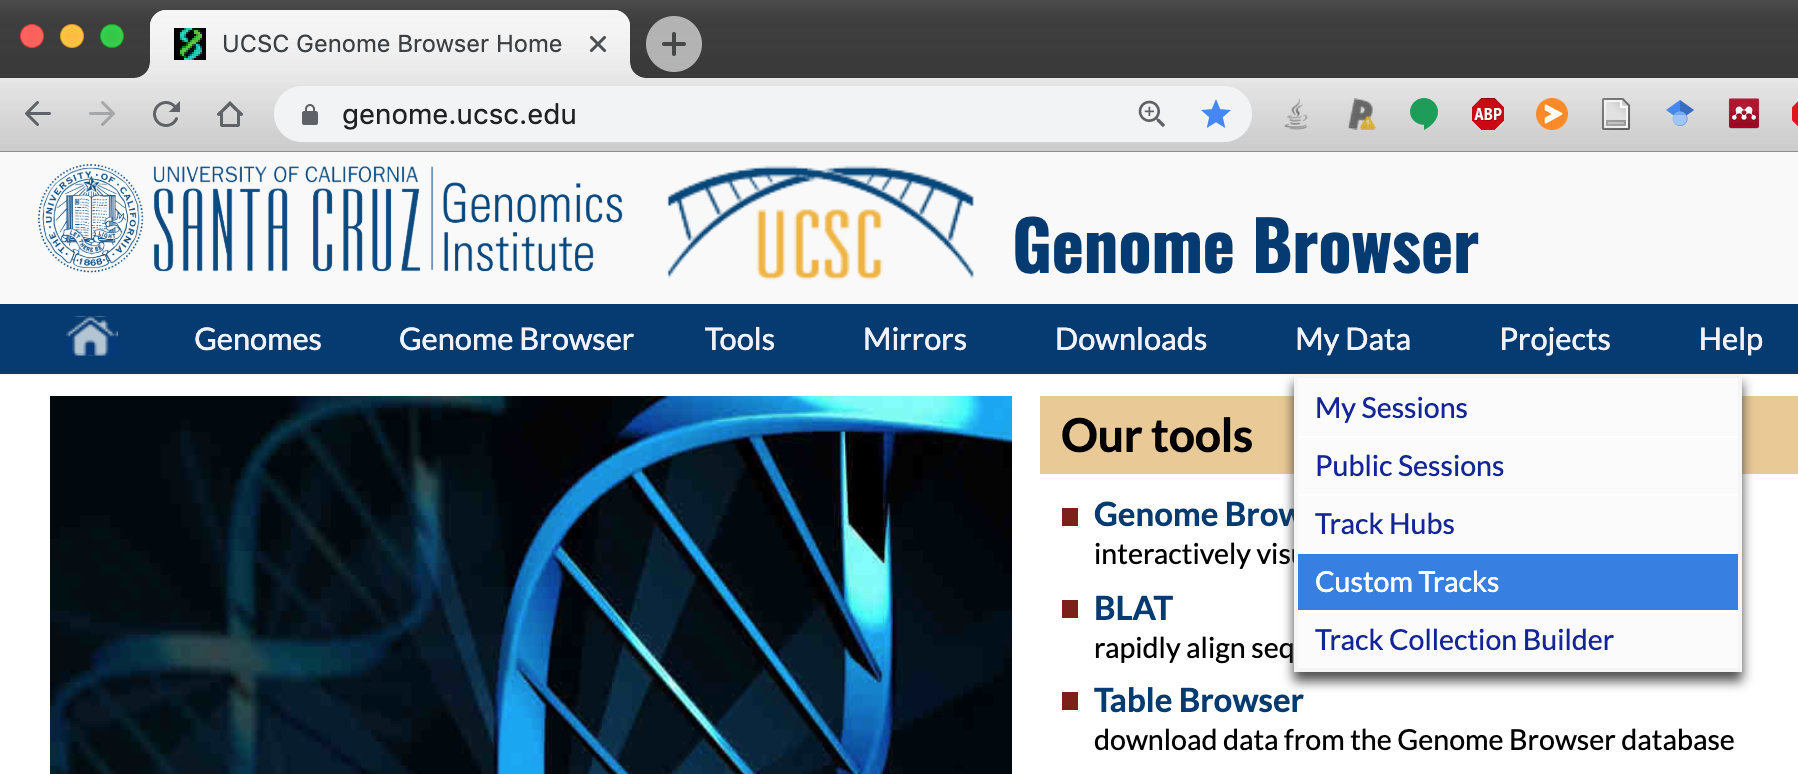 UCSC Genome Browser Home
genome.ucsc.edu
ABP
UNIVERSITY OF CALIFORNIA
SANTA CRUZ
Genomics
Institute
UCSC
Genome Browser
Genomes Genome Browser Tools Mirrors Downloads My Data Projects Help
My Sessions
Public Sessions
Track Hubs
Custom Tracks
Track Collection Builder
Our tools
Genome Brow
interactively vis
BLAT
rapidly align seq
Table Browser
download data from the Genome Browser database